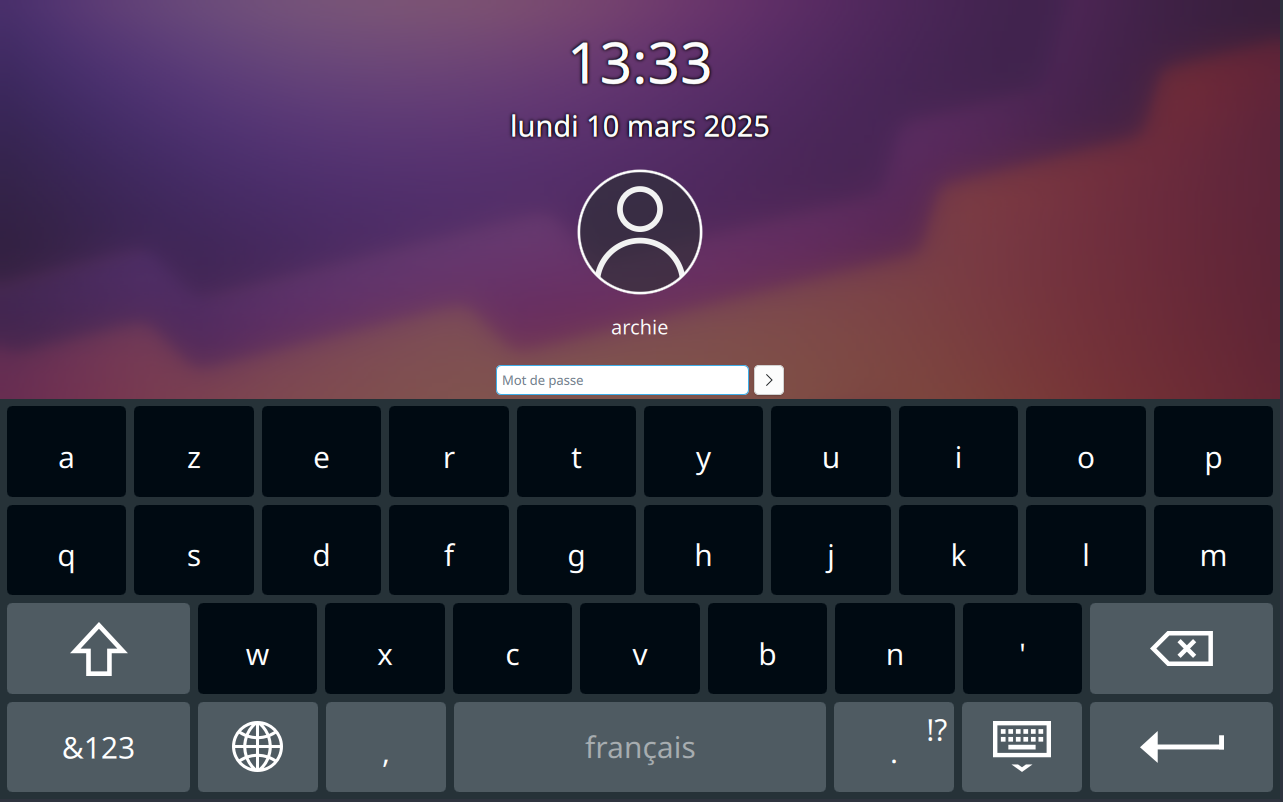 13:33
lundi 10 mars 2025
archie
Mot de passe
a z e r t y u i o p
q s d f g h j k l m
w x c v b n '
&123 , français . !?